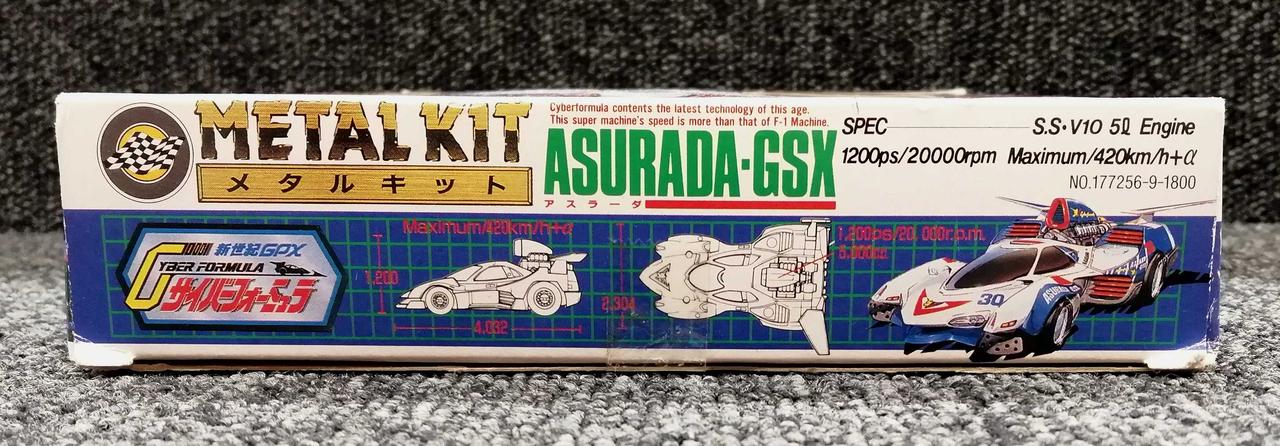 METAL KIT
メタルキット
Cyberformula contents the latest technology of this age.
This super machine's speed is more than that of F-1 Machine.
ASURADA·GSX
アスラーダ
SPEC S.S·V10 5ℓ Engine
1200ps/20000rpm Maximum/420km/h+α
NO.177256-9-1800
新世紀GPX
CYBER FORMULA
サイバーフォーミュラ
Maximum/420km/h+α
1,200
4,032
2,304
1,200ps/20,000r.p.m.
5,000cc
30
ASURADA